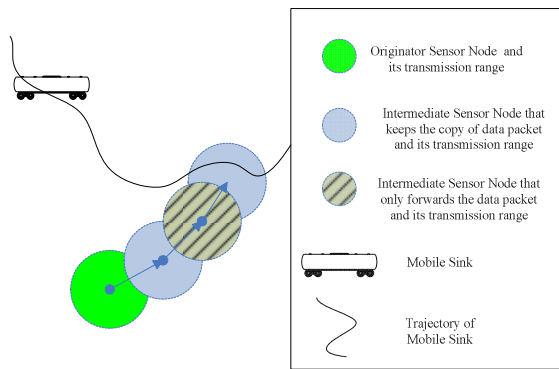 Originator Sensor Node and
its transmission range
Intermediate Sensor Node that
keeps the copy of data packet
and its transmission range
Intermediate Sensor Node that
only forwards the data packet
and its transmission range
Mobile Sink
Trajectory of
Mobile Sink